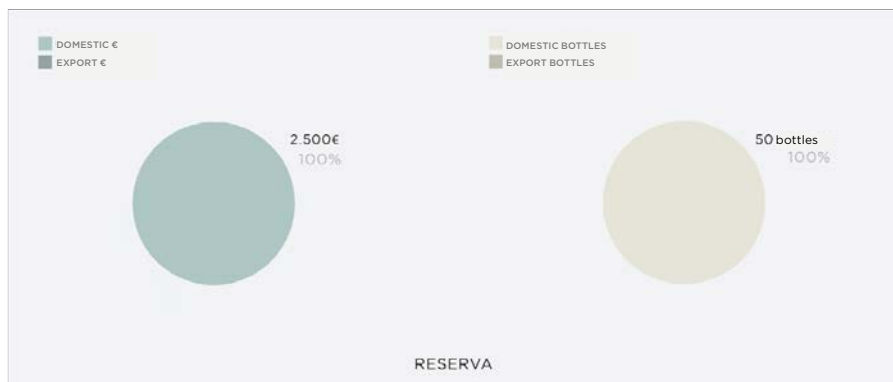 DOMESTIC €
EXPORT €
DOMESTIC BOTTLES
EXPORT BOTTLES
2.500€
100%
50 bottles
100%
RESERVA